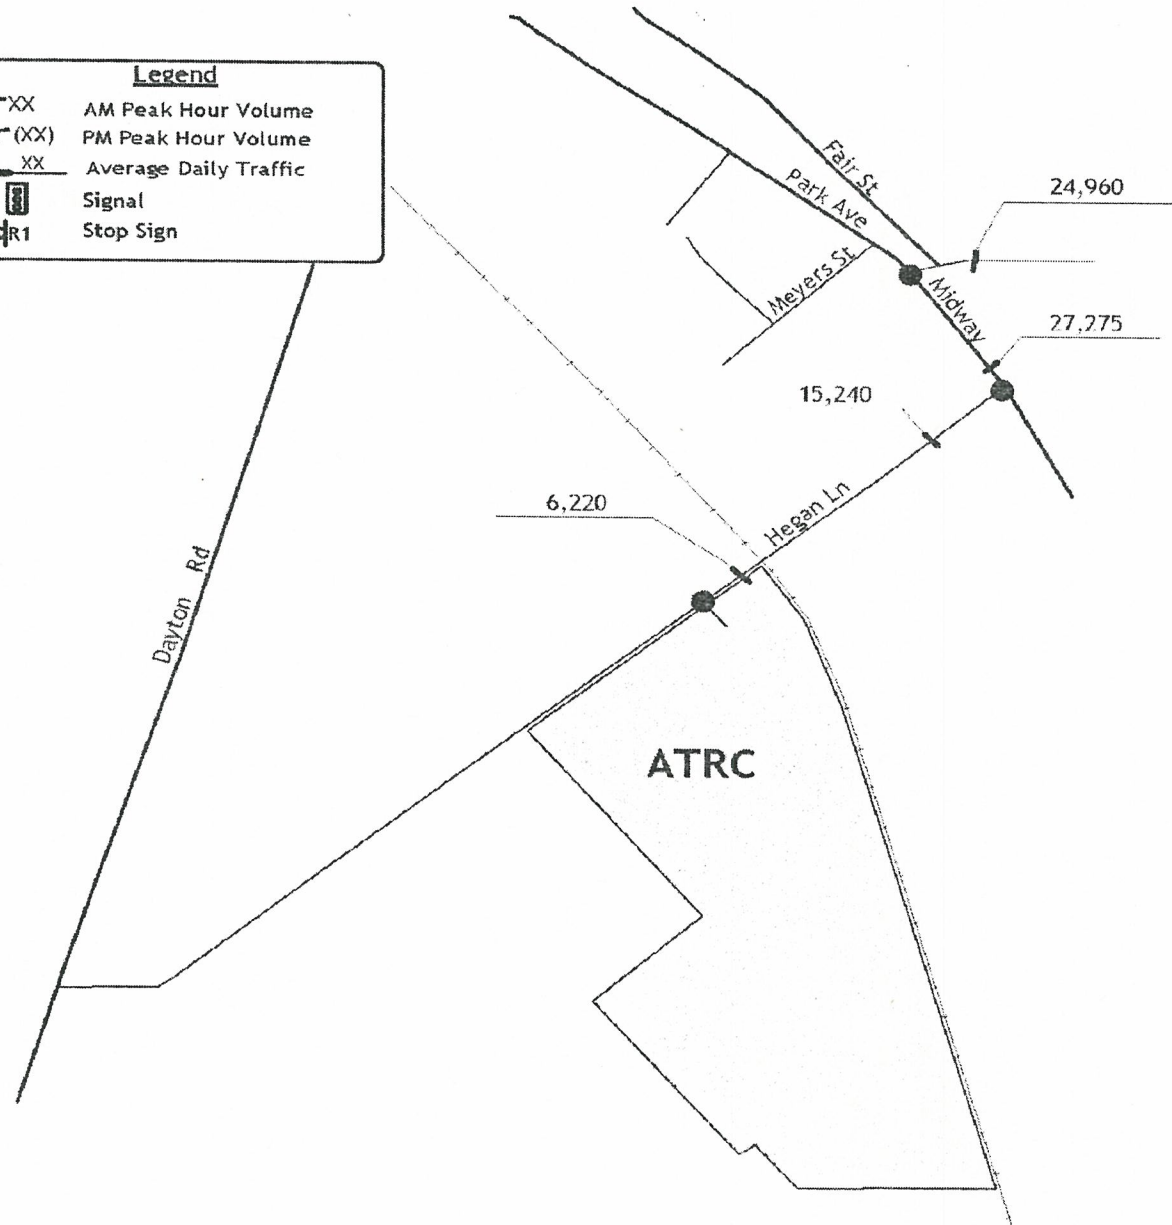 Legend
XX AM Peak Hour Volume
(XX) PM Peak Hour Volume
XX Average Daily Traffic
Signal
R1 Stop Sign
Fair St
Park Ave
24,960
Meyers St
Midway
27,275
15,240
6,220
Hegan Ln
Dayton Rd
ATRC